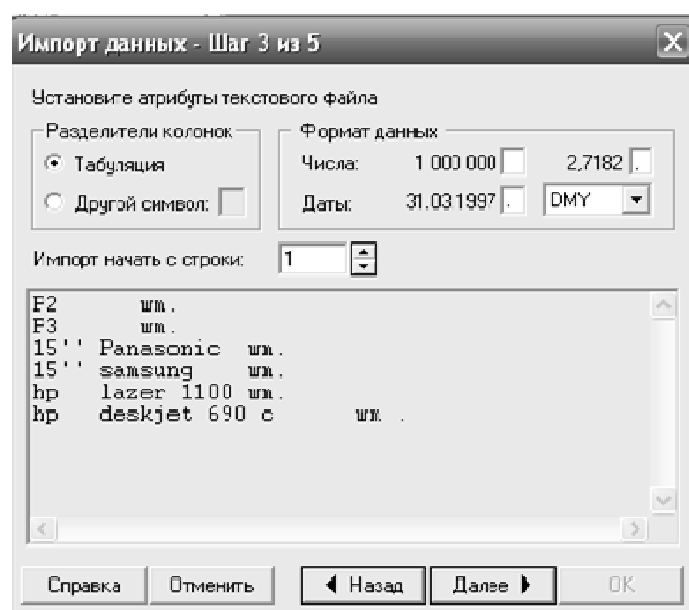 Импорт данных - Шаг 3 из 5
Установите атрибуты текстового файла
Разделители колонок
Табуляция
Другой символ:
Формат данных
Числа: 1 000 000 2,7182 .
Даты: 31.03.1997 . DMY
Импорт начать с строки: 1
F2 шт.
F3 шт.
15'' Panasonic шт.
15'' samsung шт.
hp lazer 1100 шт.
hp deskjet 690 c шт .
Справка Отменить Назад Далее OK